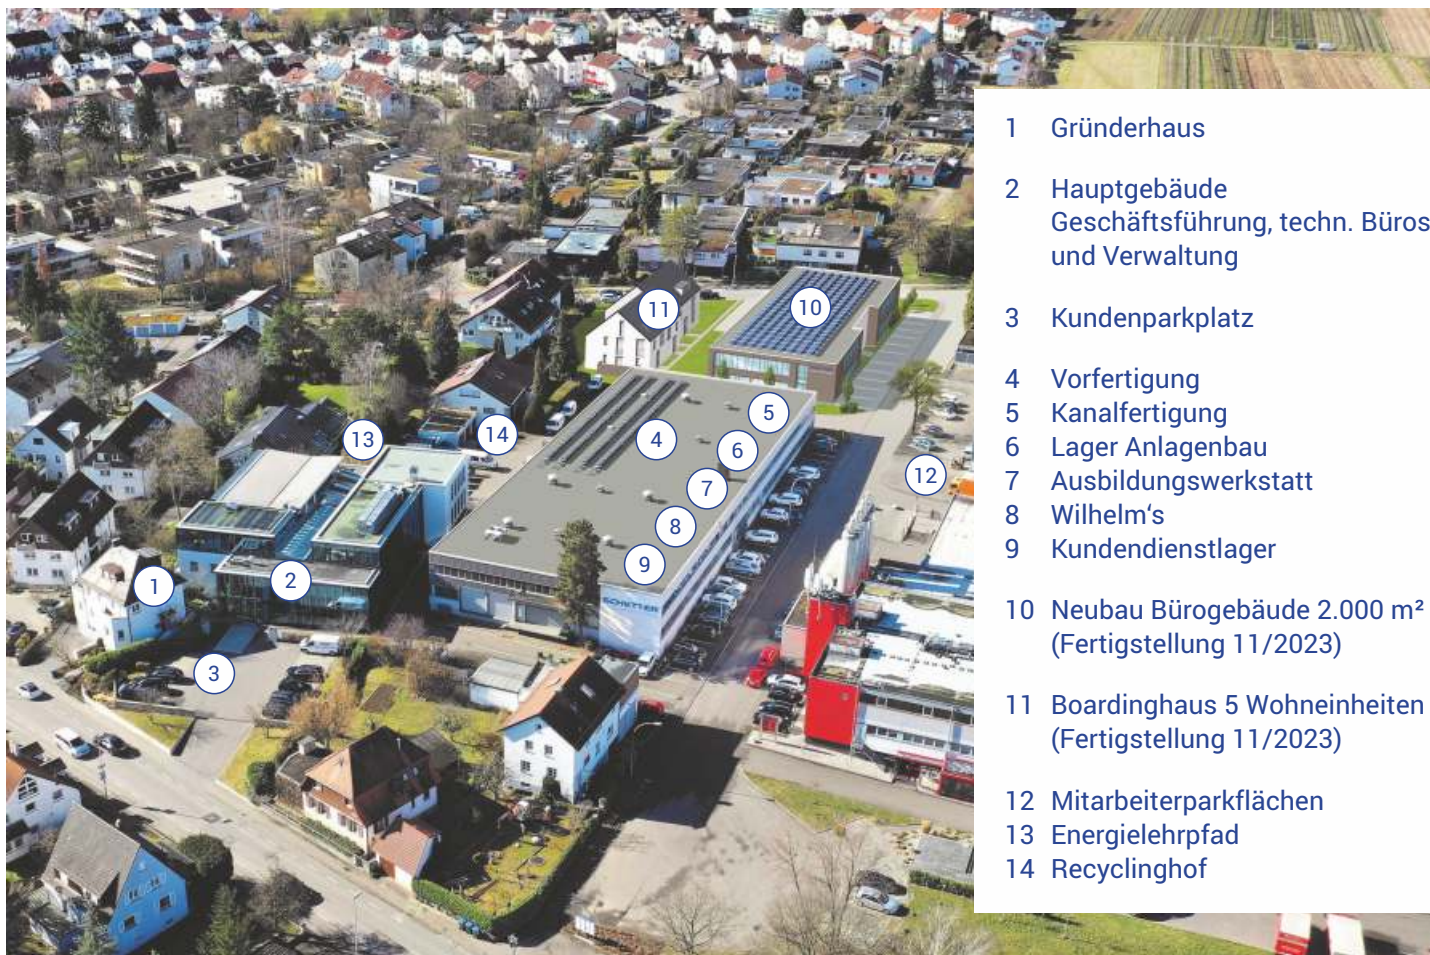 1 Gründerhaus
2 Hauptgebäude
Geschäftsführung, techn. Büros
und Verwaltung
3 Kundenparkplatz
4 Vorfertigung
5 Kanalfertigung
6 Lager Anlagenbau
7 Ausbildungswerkstatt
8 Wilhelm‘s
9 Kundendienstlager
10 Neubau Bürogebäude 2.000 m²
(Fertigstellung 11/2023)
11 Boardinghaus 5 Wohneinheiten
(Fertigstellung 11/2023)
12 Mitarbeiterparkflächen
13 Energielehrpfad
14 Recyclinghof
11
10
5
4
13
14
6
12
7
8
9
2
1
3